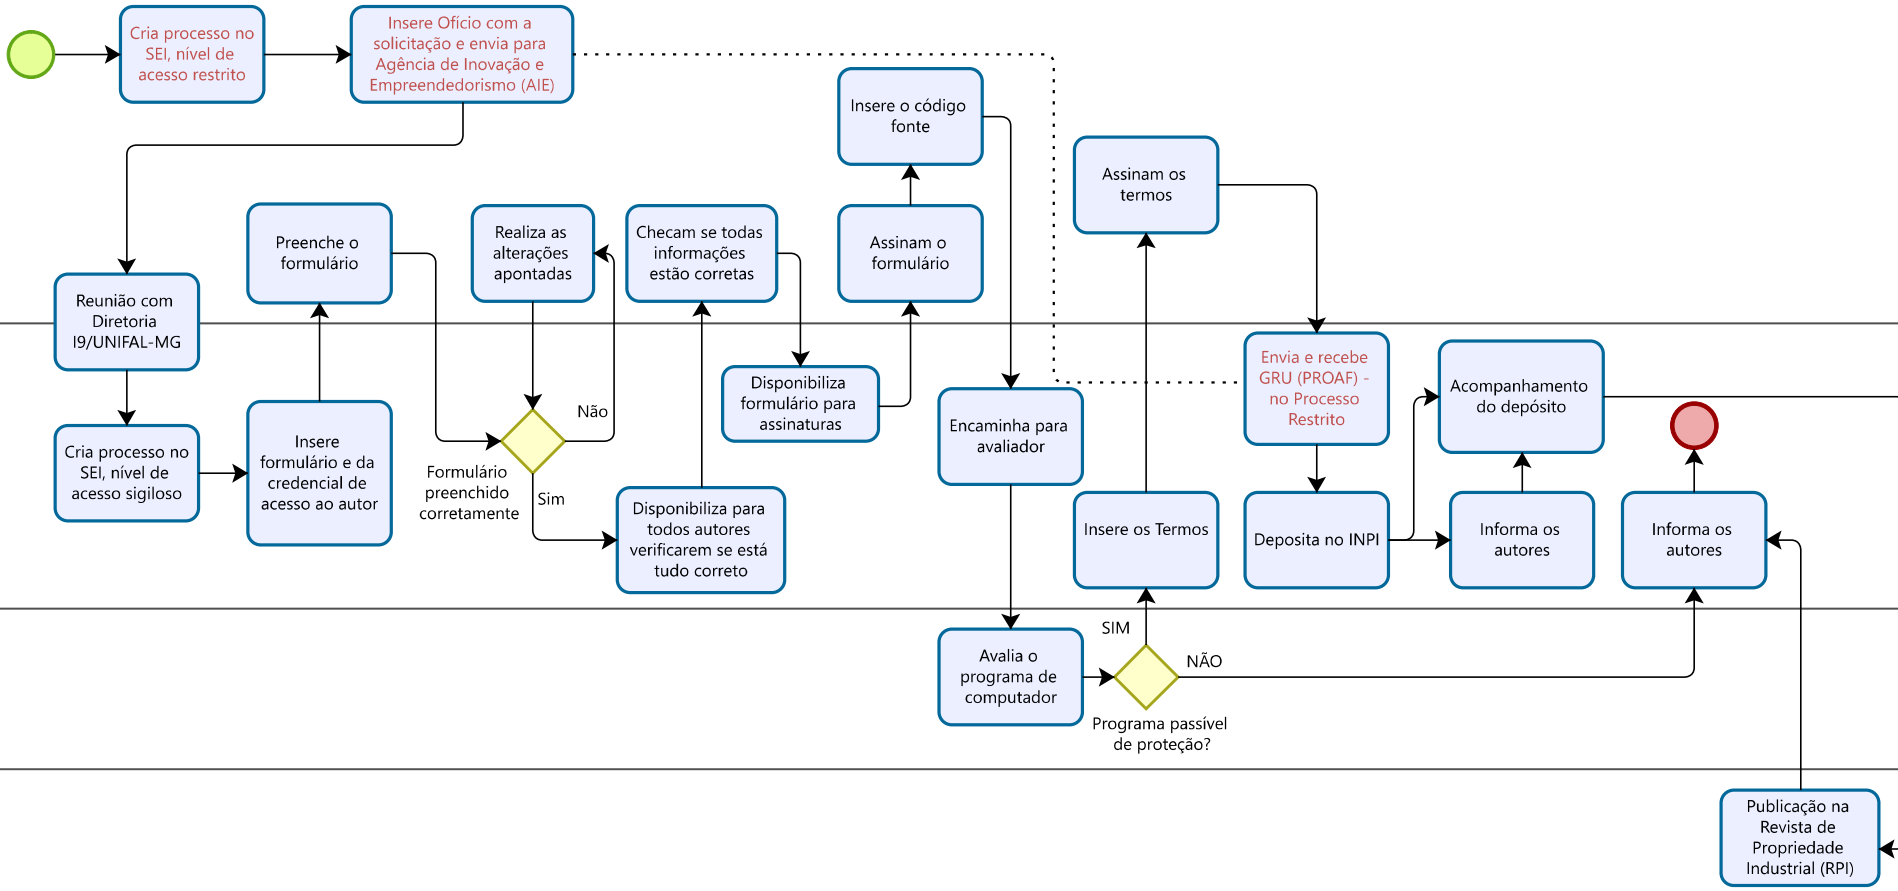 Cria processo no
SEI, nível de
acesso restrito
Insere Ofício com a
solicitação e envia para
Agência de Inovação e
Empreendedorismo (AIE)
Insere o código
fonte
Assinam os
termos
Preenche o
formulário
Realiza as
alterações
apontadas
Checam se todas
informações
estão corretas
Assinam o
formulário
Reunião com
Diretoria
I9/UNIFAL-MG
Envia e recebe
GRU (PROAF) -
no Processo
Restrito
Acompanhamento
do depósito
Disponibiliza
formulário para
assinaturas
Não
Encaminha para
avaliador
Cria processo no
SEI, nível de
acesso sigiloso
Insere
formulário e da
credencial de
acesso ao autor
Formulário
preenchido
corretamente
Sim
Disponibiliza para
todos autores
verificarem se está
tudo correto
Insere os Termos
Deposita no INPI
Informa os
autores
Informa os
autores
SIM
NÃO
Avalia o
programa de
computador
Programa passível
de proteção?
Publicação na
Revista de
Propriedade
Industrial (RPI)